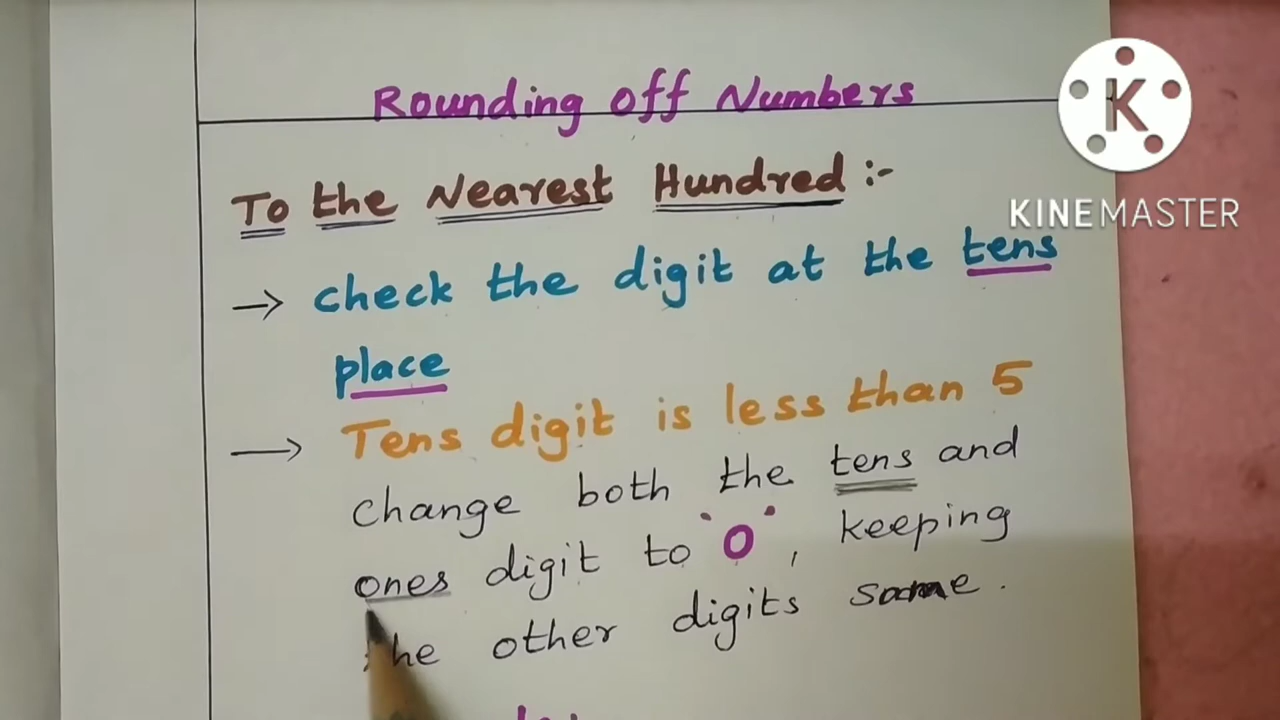 Rounding off Numbers
K
KINEMASTER
To the Nearest Hundred :-
→ check the digit at the tens
place
→ Tens digit is less than 5
change both the tens and
ones digit to '0', keeping
the other digits same.